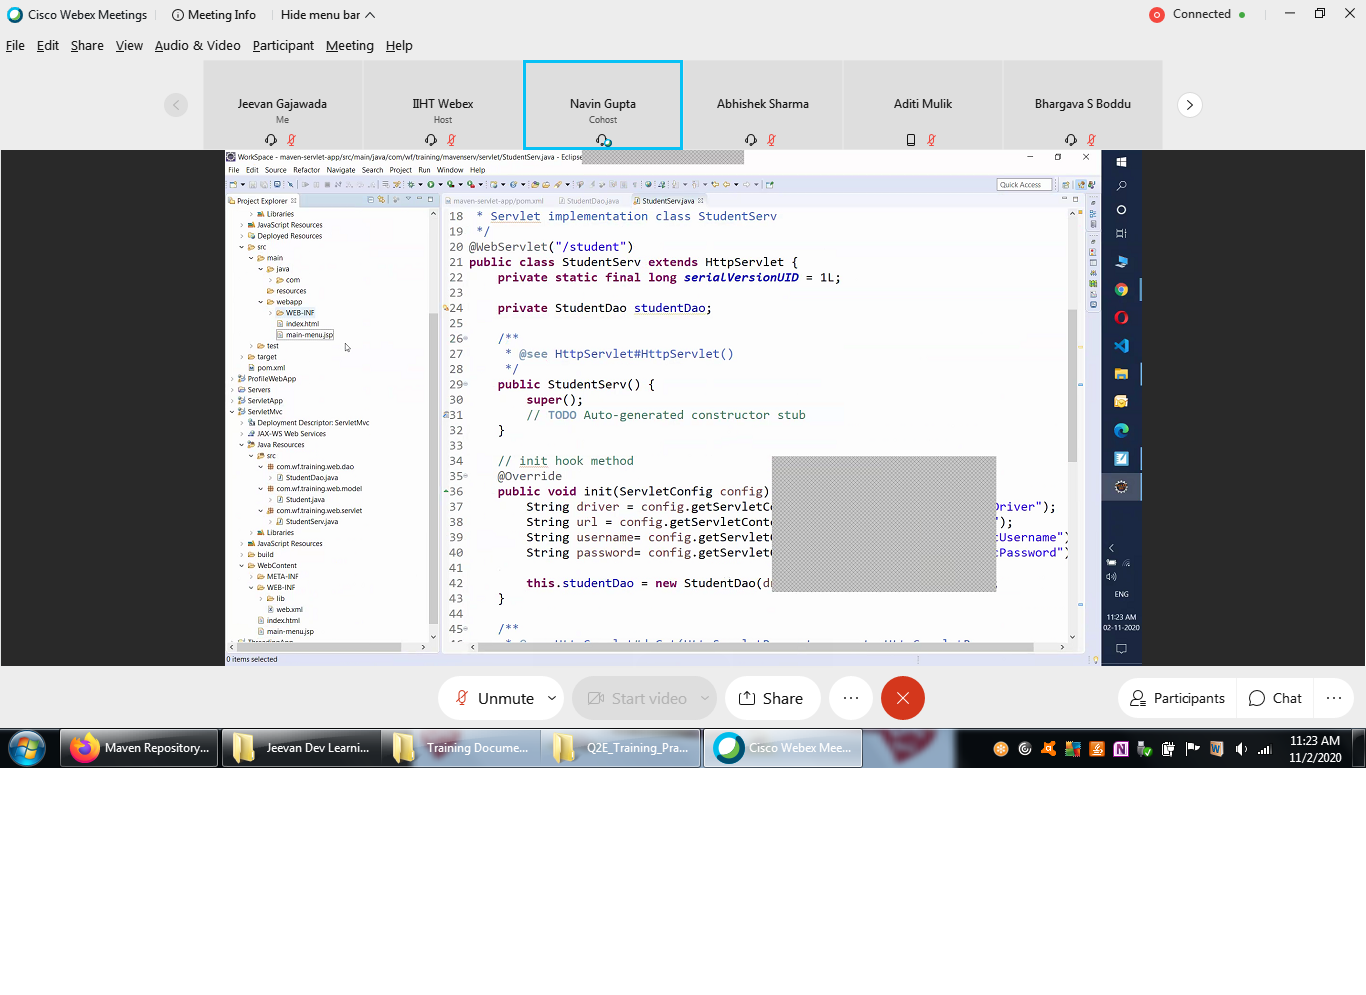 Cisco Webex Meetings
Meeting Info
Hide menu bar
Connected
File Edit Share View Audio & Video Participant Meeting Help
Jeevan Gajawada
Me
IIHT Webex
Host
Navin Gupta
Cohost
Abhishek Sharma
Aditi Mulik
Bhargava S Boddu
WorkSpace - maven-servlet-app/src/main/java/com/wf/training/mavenserv/servlet/StudentServ.java - Eclipse
File Edit Source Refactor Navigate Search Project Run Window Help
Quick Access
Project Explorer
maven-servlet-app/pom.xml
StudentDao.java
StudentServ.java
Libraries
JavaScript Resources
Deployed Resources
src
main
java
com
resources
webapp
WEB-INF
index.html
main-menu.jsp
test
target
pom.xml
ProfileWebApp
Servers
ServletApp
ServletMvc
Deployment Descriptor: ServletMvc
JAX-WS Web Services
Java Resources
src
com.wf.training.web.dao
StudentDao.java
com.wf.training.web.model
Student.java
com.wf.training.web.servlet
StudentServ.java
Libraries
JavaScript Resources
build
WebContent
META-INF
WEB-INF
lib
web.xml
index.html
main-menu.jsp
0 items selected
18 * Servlet implementation class StudentServ
19 */
20 @WebServlet("/student")
21 public class StudentServ extends HttpServlet {
22 private static final long serialVersionUID = 1L;
23
24 private StudentDao studentDao;
25
26 /**
27 * @see HttpServlet#HttpServlet()
28 */
29 public StudentServ() {
30 super();
31 // TODO Auto-generated constructor stub
32 }
33
34 // init hook method
35 @Override
36 public void init(ServletConfig config)
37 String driver = config.getServletCo Driver");
38 String url = config.getServletConte ");
39 String username= config.getServletC tUsername")
40 String password= config.getServletC cPassword")
41
42 this.studentDao = new StudentDao(d
43 }
44
45 /**
ENG
11:23 AM
02-11-2020
Unmute
Start video
Share
Participants
Chat
Maven Repository...
Jeevan Dev Learni...
Training Docume...
Q2E_Training_Pra...
Cisco Webex Mee...
11:23 AM
11/2/2020